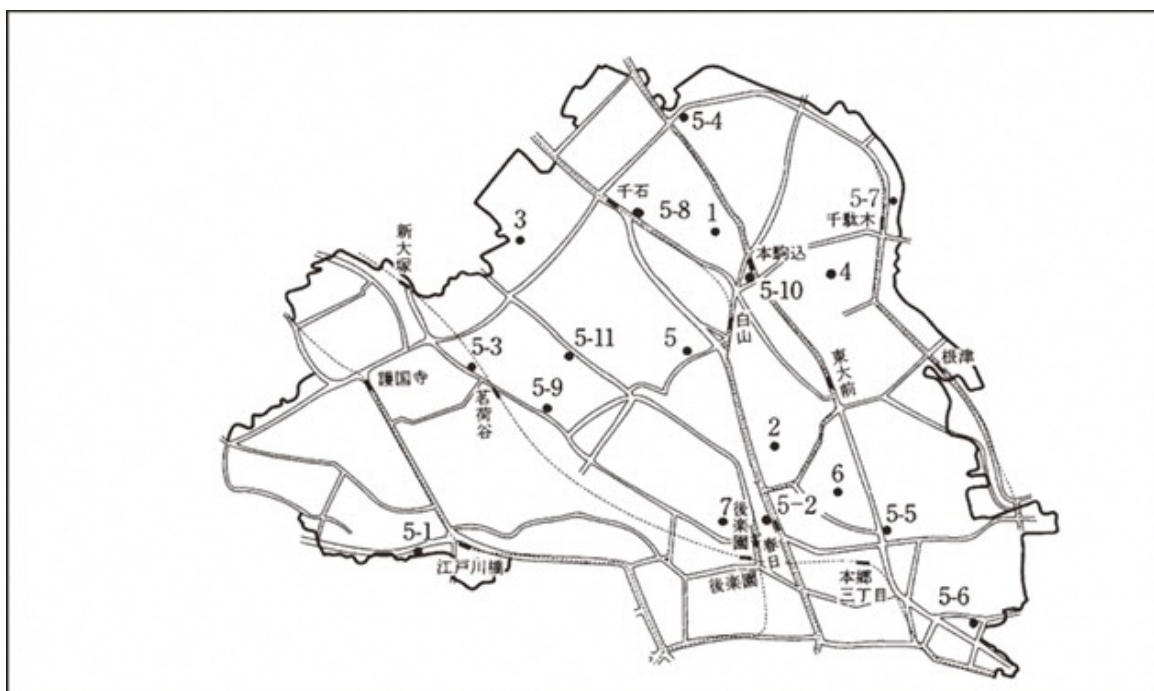 5-4
千石
5-8
1
5-7
千駄木
3
新大塚
本駒込
5-10
4
白山
5-11
5
5-3
東大前
根津
護国寺
茗荷谷
5-9
2
6
7
後楽園
5-2
春日
5-5
5-1
江戸川橋
後楽園
本郷
三丁目
5-6